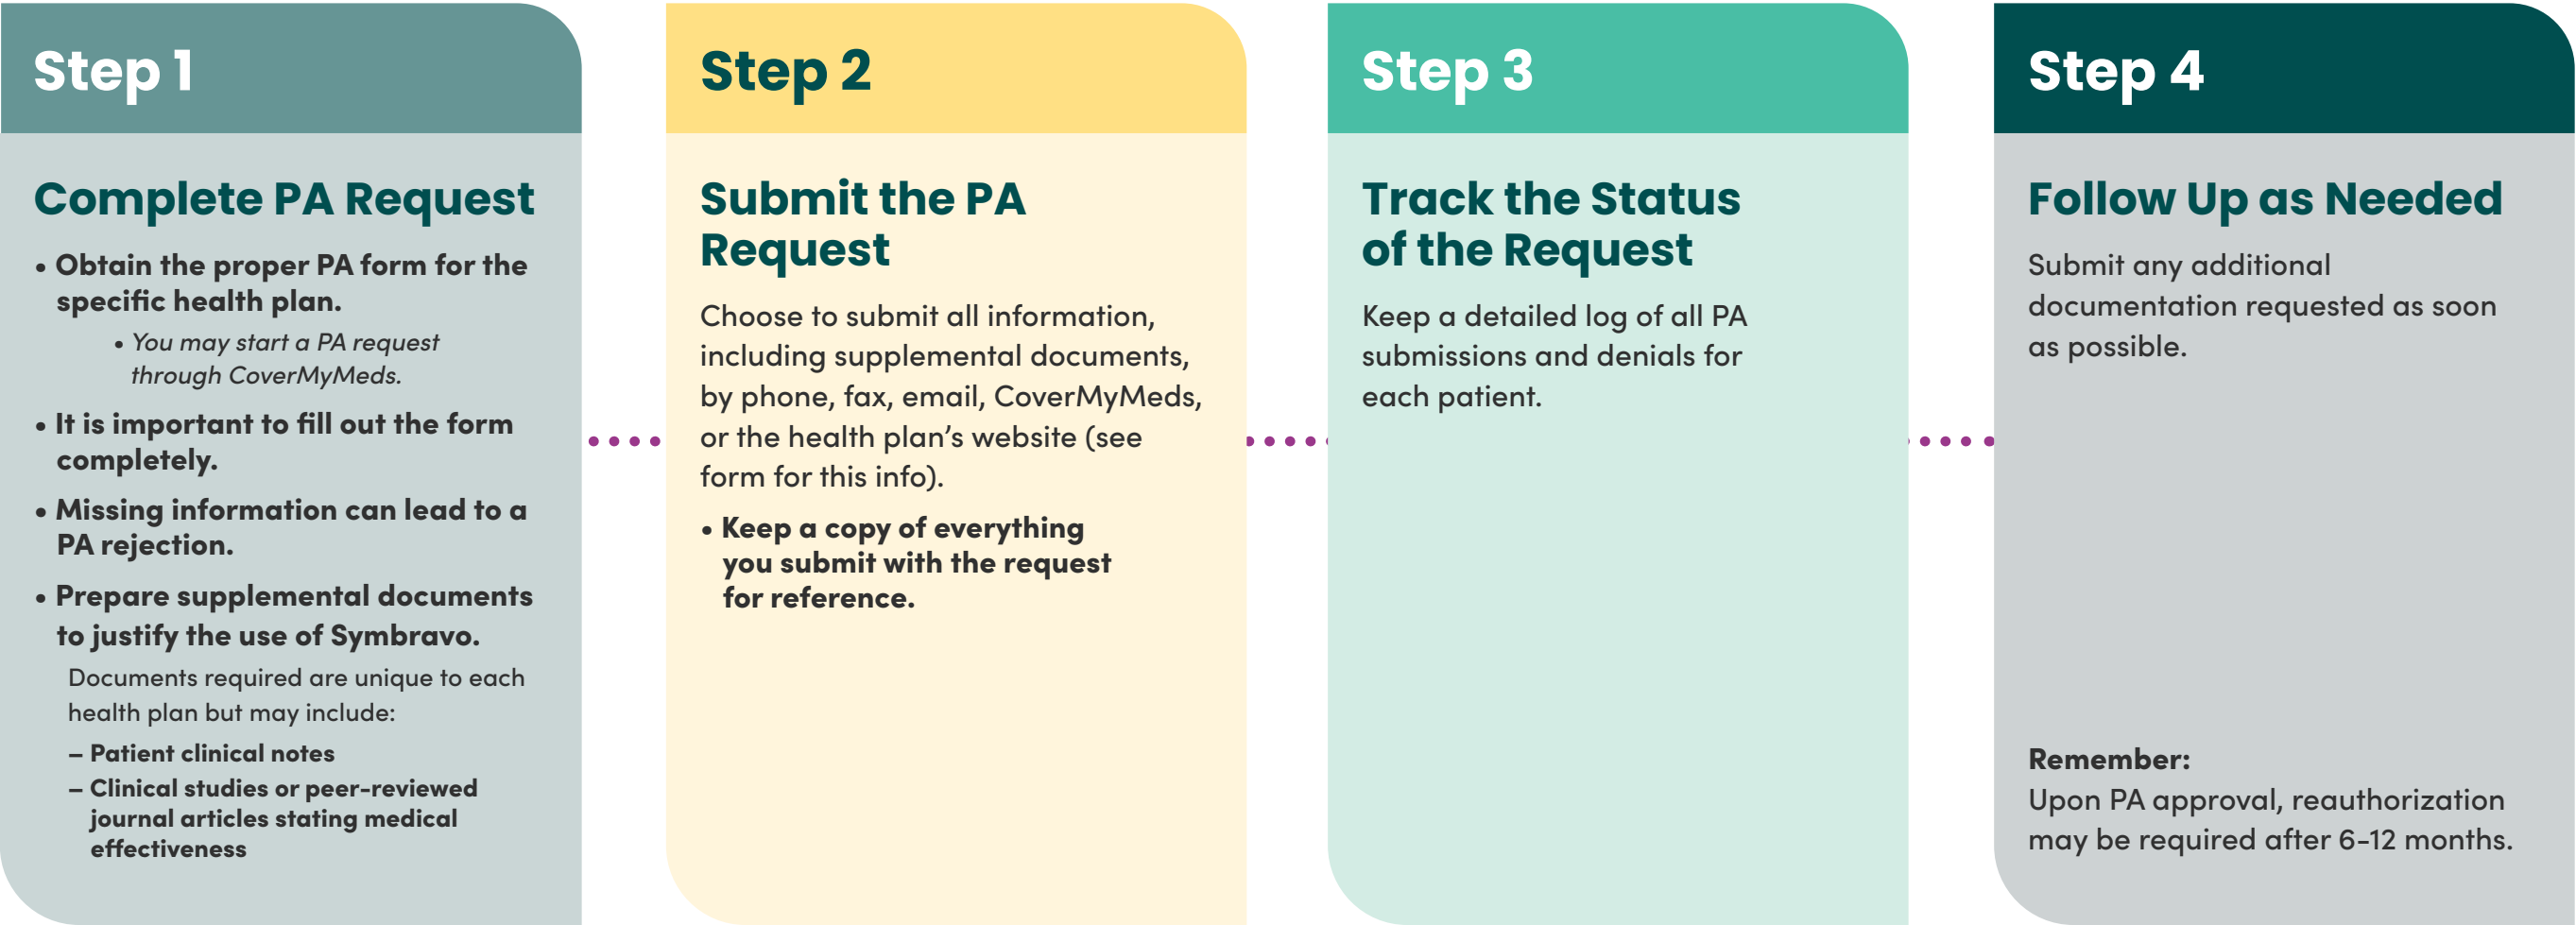 Step 1
Complete PA Request
• Obtain the proper PA form for the
specific health plan.
• You may start a PA request
through CoverMyMeds.
• It is important to fill out the form
completely.
• Missing information can lead to a
PA rejection.
• Prepare supplemental documents
to justify the use of Symbravo.
Documents required are unique to each
health plan but may include:
– Patient clinical notes
– Clinical studies or peer-reviewed
journal articles stating medical
effectiveness
Step 2
Submit the PA
Request
Choose to submit all information,
including supplemental documents,
by phone, fax, email, CoverMyMeds,
or the health plan’s website (see
form for this info).
• Keep a copy of everything
you submit with the request
for reference.
Step 3
Track the Status
of the Request
Keep a detailed log of all PA
submissions and denials for
each patient.
Step 4
Follow Up as Needed
Submit any additional
documentation requested as soon
as possible.
Remember:
Upon PA approval, reauthorization
may be required after 6-12 months.